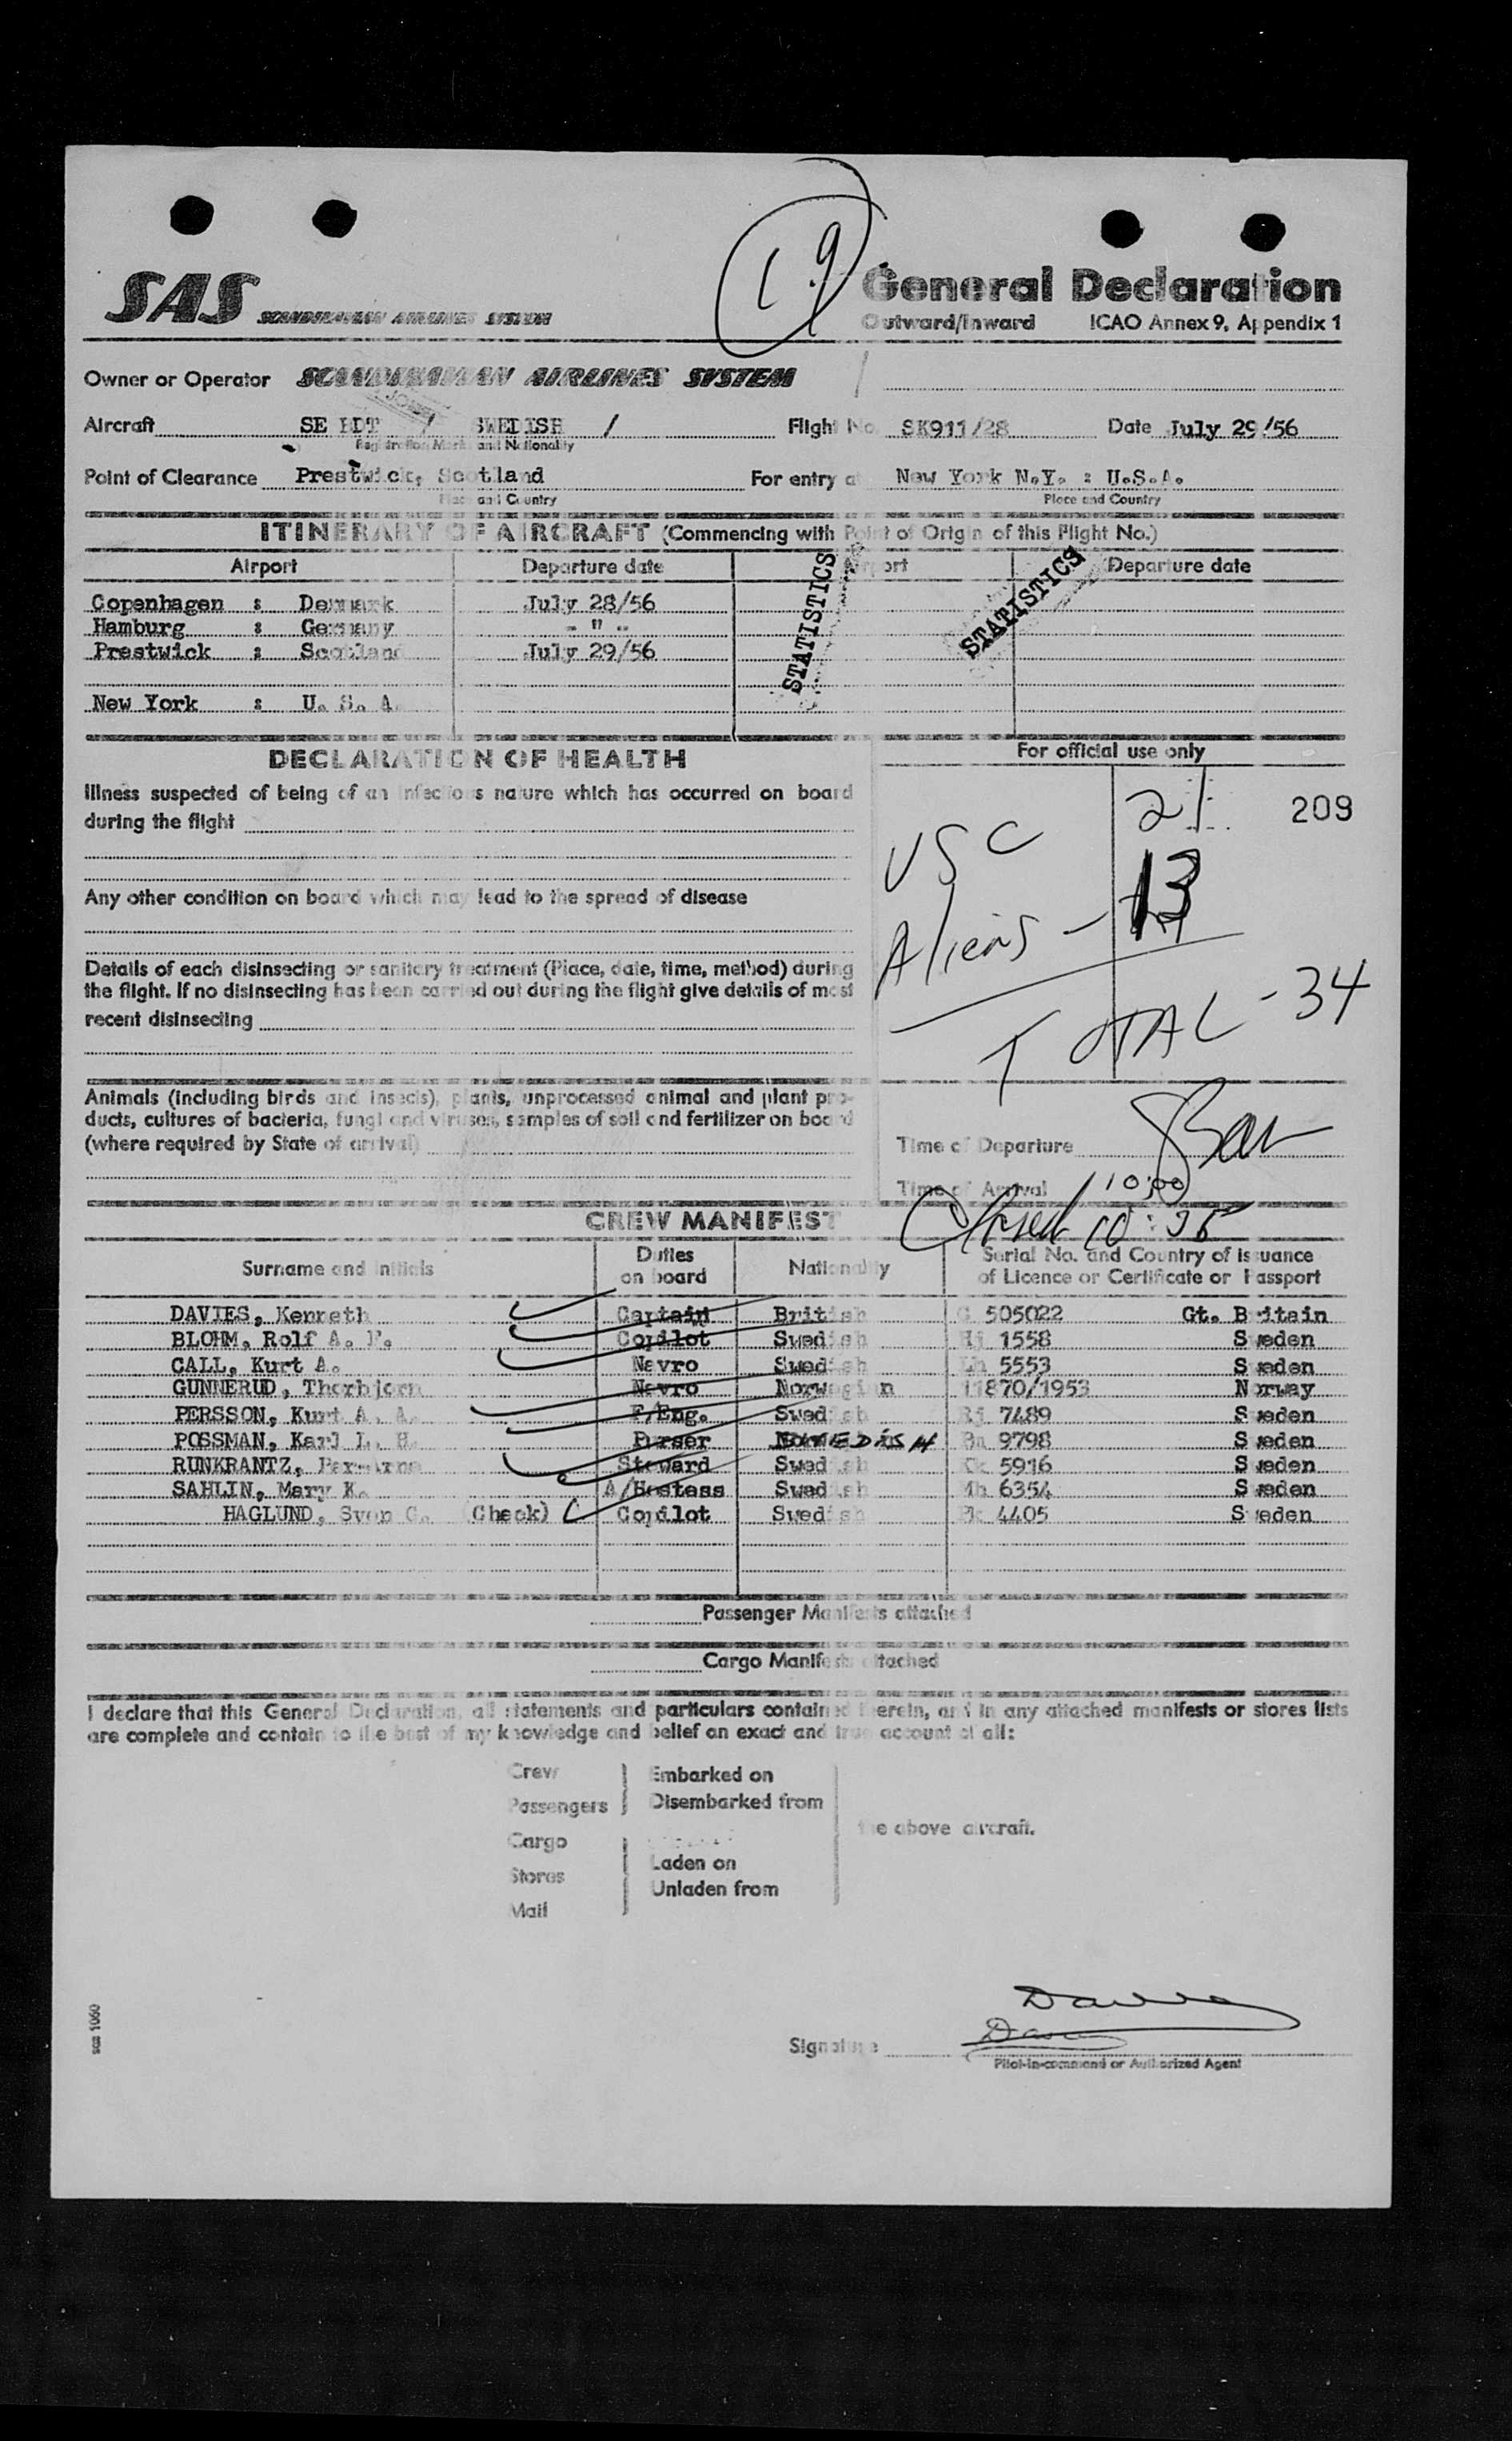 19
SAS SCANDINAVIAN AIRLINES SYSTEM
General Declaration
Outward/Inward ICAO Annex 9, Appendix 1
Owner or Operator SCANDINAVIAN AIRLINES SYSTEM
Aircraft SE BDT / SWEDISH / Flight No. SK911/28 Date July 29/56
Registration Mark and Nationality
Point of Clearance Prestwick, Scotland For entry at New York N.Y. : U.S.A.
Place and Country Place and Country
ITINERARY OF AIRCRAFT (Commencing with Point of Origin of this Flight No.)
Airport Departure date Airport Departure date
Copenhagen : Denmark July 28/56
Hamburg : Germany - " -
Prestwick : Scotland July 29/56
New York : U. S. A.
STATISTICS
STATISTICS
DECLARATION OF HEALTH
Illness suspected of being of an infectious nature which has occurred on board
during the flight
Any other condition on board which may lead to the spread of disease
Details of each disinsecting or sanitary treatment (Place, date, time, method) during
the flight. If no disinsecting has been carried out during the flight give details of most
recent disinsecting
Animals (including birds and insects), plants, unprocessed animal and plant pro-
ducts, cultures of bacteria, fungi and viruses, samples of soil and fertilizer on board
(where required by State of arrival)
For official use only
USC 21 209
Aliens - 13
TOTAL - 34
Time of Departure
Time of Arrival 10:00
Closed 10:25
CREW MANIFEST
Surname and initials Duties on board Nationality Serial No. and Country of issuance of Licence or Certificate or Passport
DAVIES, Kenneth Captain British 505022 Gt. Britain
BLOHM, Rolf A. F. Copilot Swedish 1558 Sweden
CALL, Kurt A. Navro Swedish 5553 Sweden
GUNNERUD, Thorbjorn Navro Norwegian 11870/1953 Norway
PERSSON, Kurt A. A. F/Eng. Swedish 7489 Sweden
POSSMAN, Karl L. H. Purser SWEDISH 9798 Sweden
RUNKRANTZ, Per-Arne Steward Swedish 5916 Sweden
SAHLIN, Mary K. A/Hostess Swedish 6354 Sweden
HAGLUND, Sven G. (Check) Copilot Swedish 4405 Sweden
Passenger Manifests attached
Cargo Manifests attached
I declare that this General Declaration, all statements and particulars contained herein, and in any attached manifests or stores lists
are complete and contain to the best of my knowledge and belief an exact and true account of all:
Crew Embarked on
Passengers Disembarked from
the above aircraft.
Cargo
Laden on
Stores
Unladen from
Mail
Davies
Signature Davies
Pilot-in-command or Authorized Agent
sas 1060